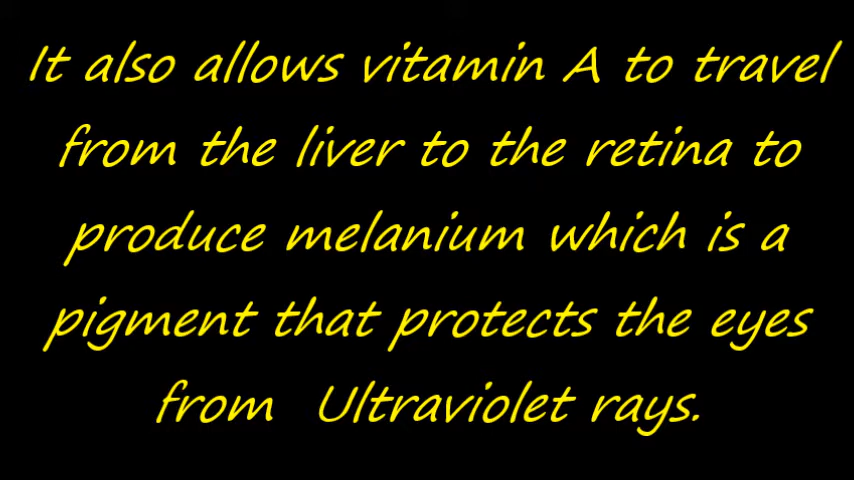 It also allows vitamin A to travel
from the liver to the retina to
produce melanium which is a
pigment that protects the eyes
from Ultraviolet rays.